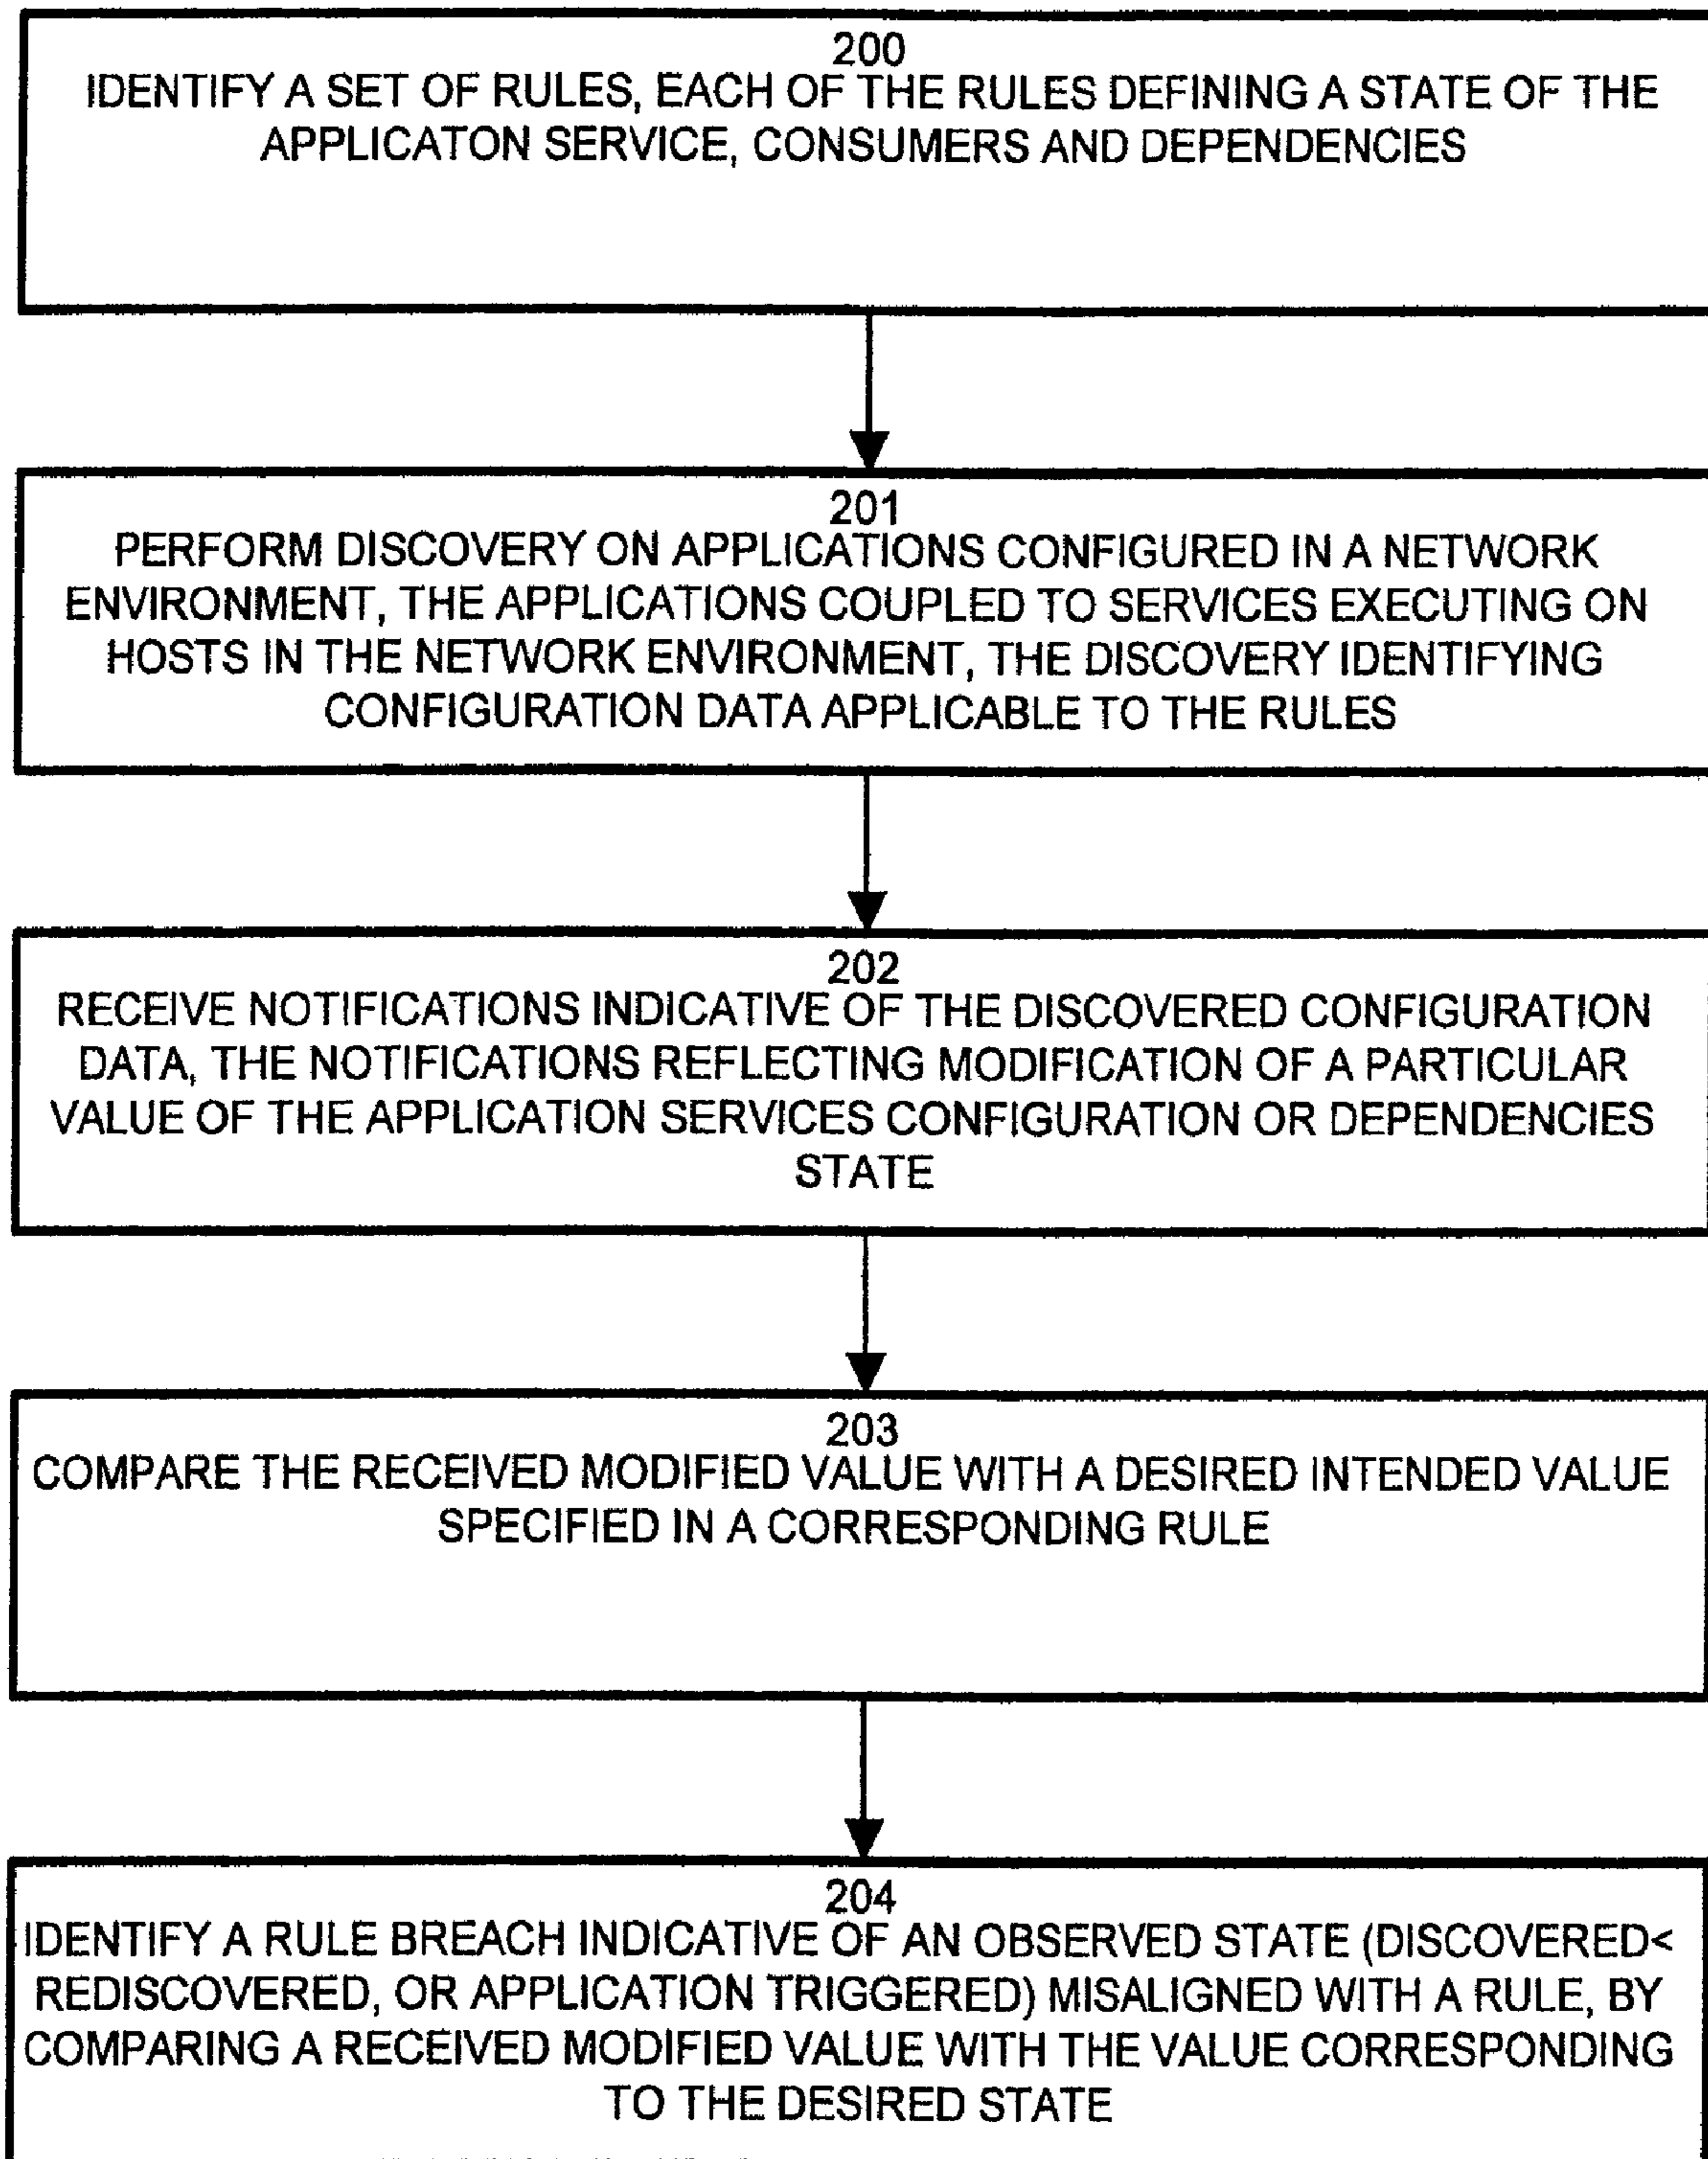 200
IDENTIFY A SET OF RULES, EACH OF THE RULES DEFINING A STATE OF THE
APPLICATON SERVICE, CONSUMERS AND DEPENDENCIES
201
PERFORM DISCOVERY ON APPLICATIONS CONFIGURED IN A NETWORK
ENVIRONMENT, THE APPLICATIONS COUPLED TO SERVICES EXECUTING ON
HOSTS IN THE NETWORK ENVIRONMENT, THE DISCOVERY IDENTIFYING
CONFIGURATION DATA APPLICABLE TO THE RULES
202
RECEIVE NOTIFICATIONS INDICATIVE OF THE DISCOVERED CONFIGURATION
DATA, THE NOTIFICATIONS REFLECTING MODIFICATION OF A PARTICULAR
VALUE OF THE APPLICATION SERVICES CONFIGURATION OR DEPENDENCIES
STATE
203
COMPARE THE RECEIVED MODIFIED VALUE WITH A DESIRED INTENDED VALUE
SPECIFIED IN A CORRESPONDING RULE
204
IDENTIFY A RULE BREACH INDICATIVE OF AN OBSERVED STATE (DISCOVERED<
REDISCOVERED, OR APPLICATION TRIGGERED) MISALIGNED WITH A RULE, BY
COMPARING A RECEIVED MODIFIED VALUE WITH THE VALUE CORRESPONDING
TO THE DESIRED STATE